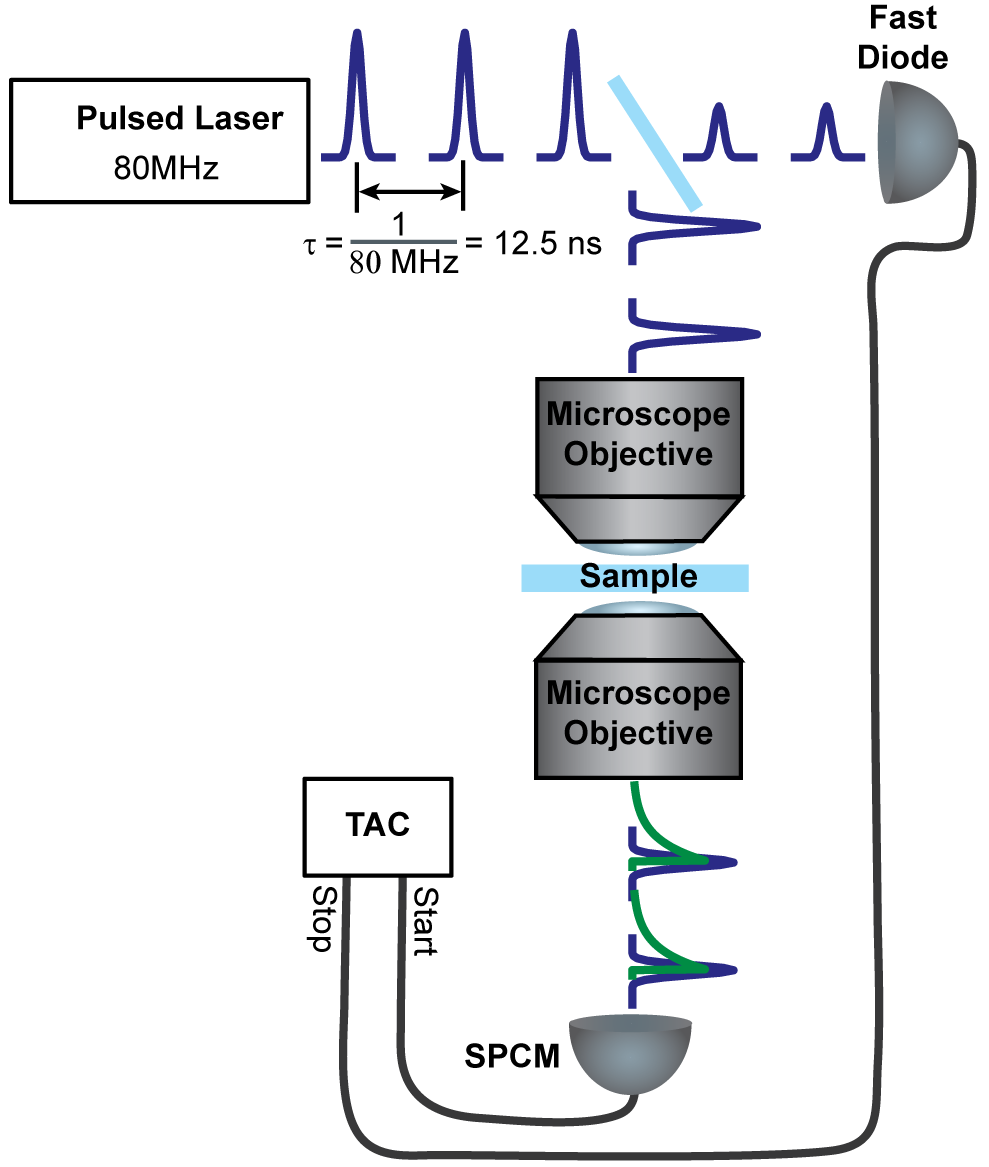 Fast
Diode
Pulsed Laser
80MHz
τ = 1 / 80 MHz = 12.5 ns
Microscope
Objective
Sample
Microscope
Objective
TAC
Stop
Start
SPCM